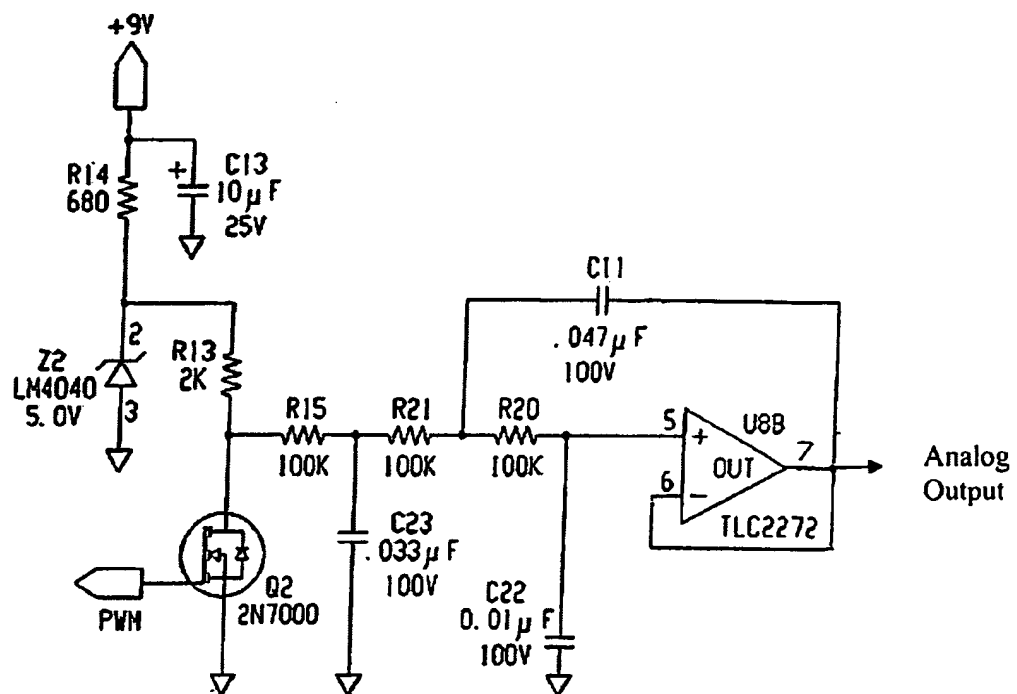 +9V
R14
680
C13
+
10μF
25V
C11
.047μF
100V
2
Z2
LM4040
5.0V
3
R13
2K
R15
100K
R21
100K
R20
100K
5
+
U8B
OUT
7
6
-
TLC2272
Analog
Output
C23
.033μF
100V
Q2
2N7000
PWM
C22
0.01μF
100V